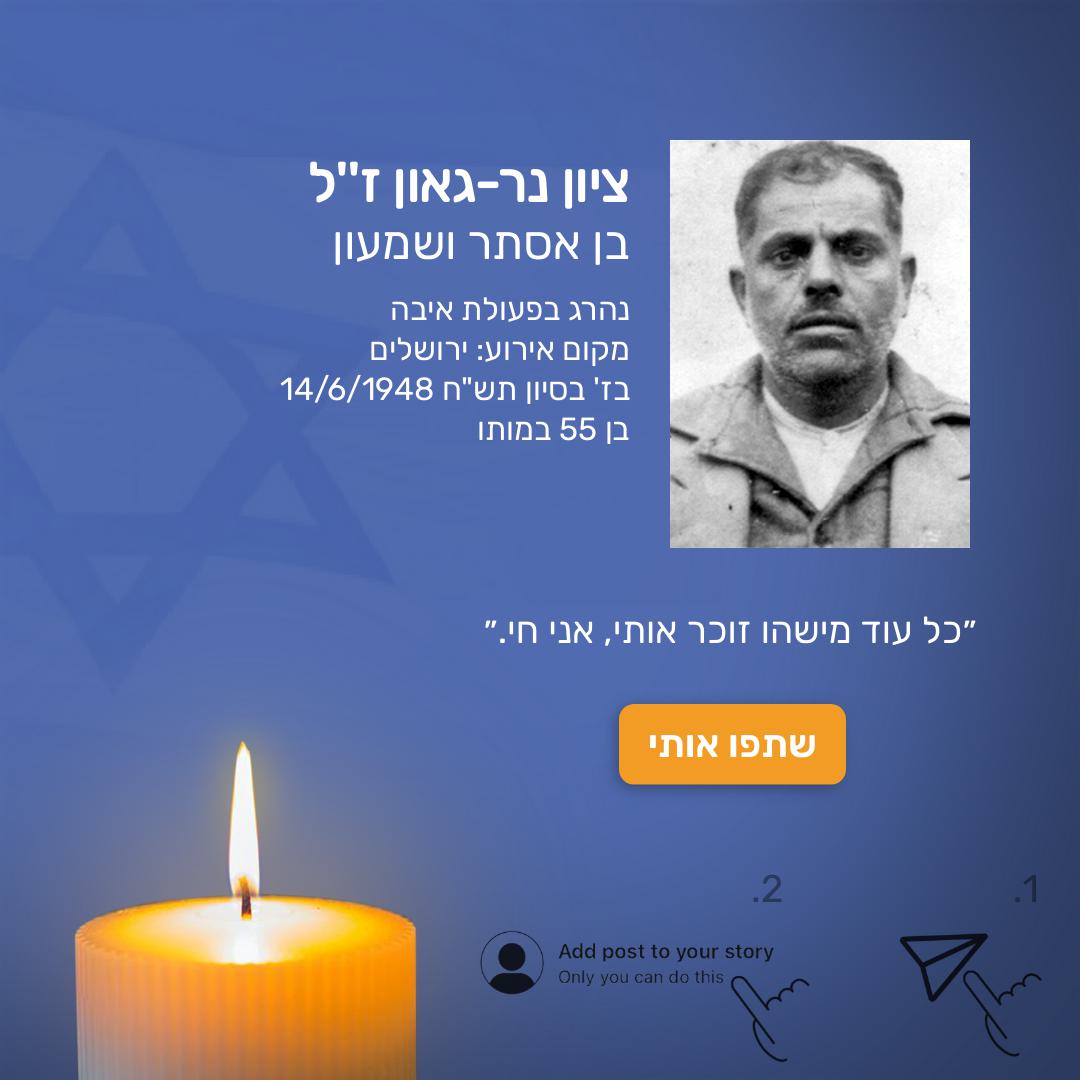 ציון נר-גאון ז"ל
בן אסתר ושמעון
נהרג בפעולת איבה
מקום אירוע: ירושלים
בז' בסיון תש"ח 14/6/1948
בן 55 במותו
״כל עוד מישהו זוכר אותי, אני חי.״
שתפו אותי
1.
2.
Add post to your story
Only you can do this